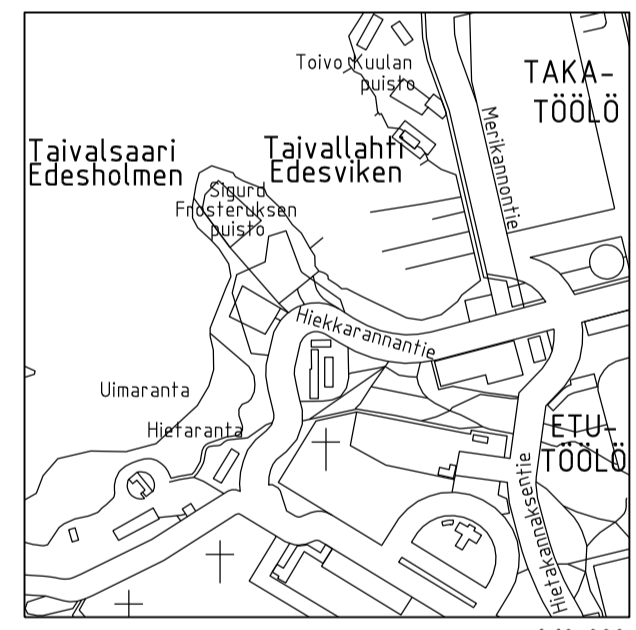 Toivo Kuulan
puisto
TAKA-
TÖÖLÖ
Merikannontie
Taivalsaari
Edesholmen
Taivallahti
Edesviken
Sigurd
Frosteruksen
puisto
Hiekkarannantie
Uimaranta
Hietaranta
ETU-
TÖÖLÖ
Hietakannaksentie